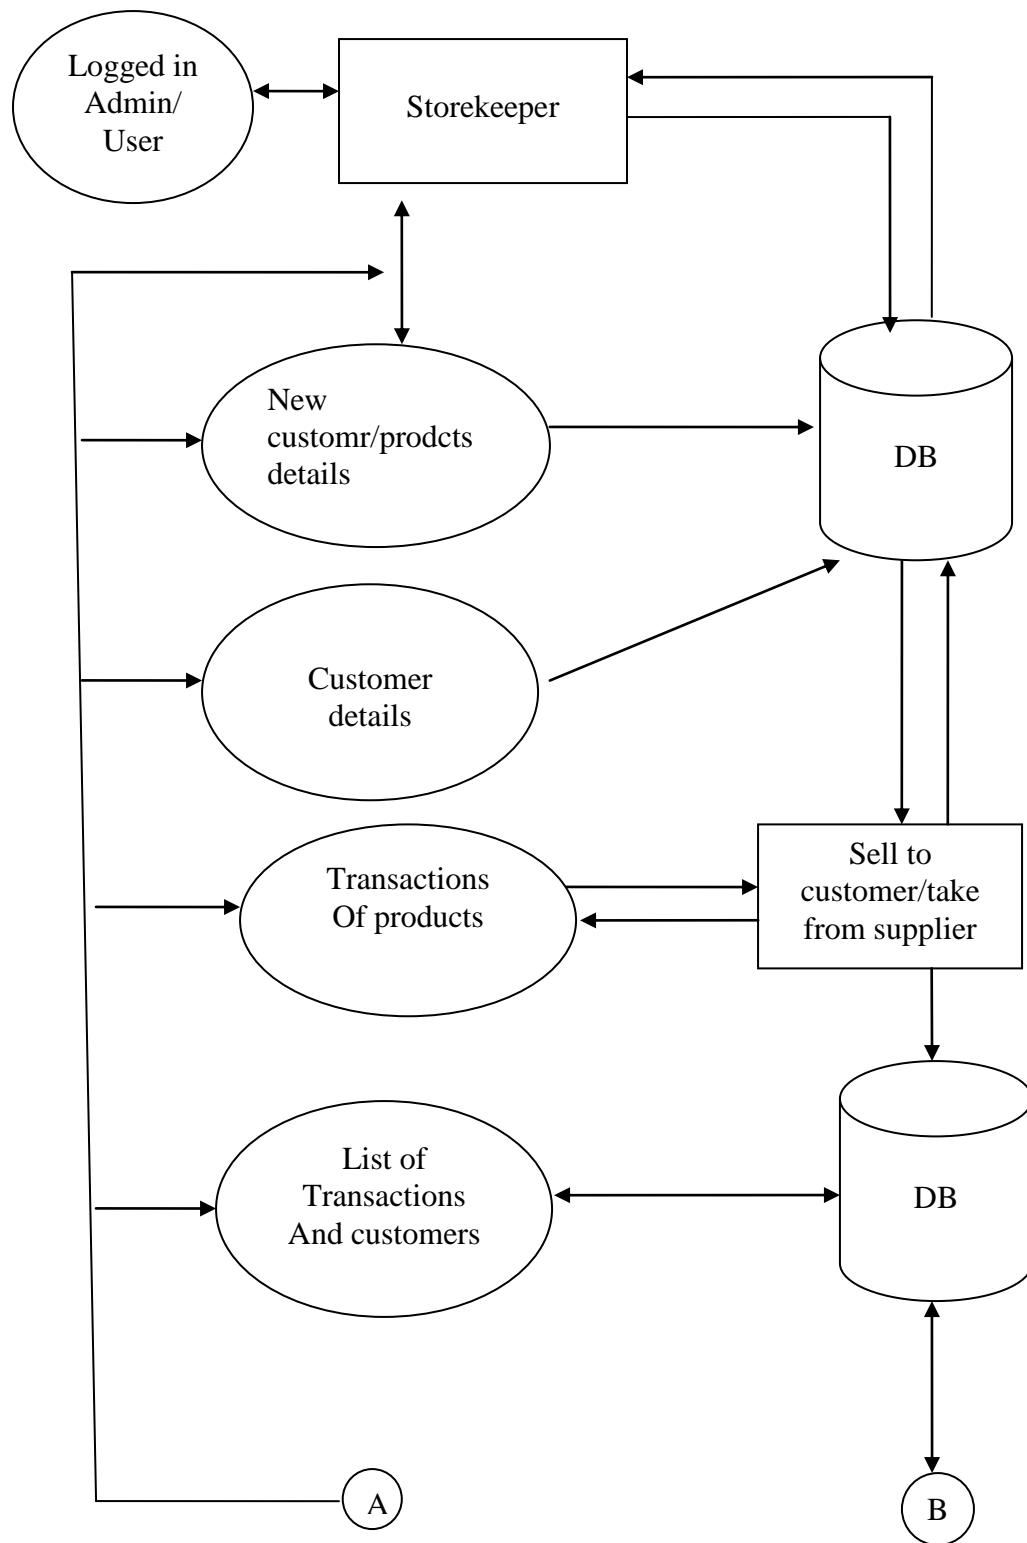 Logged in
Admin/
User
Storekeeper
New
customr/prodcts
details
DB
Customer
details
Transactions
Of products
Sell to
customer/take
from supplier
List of
Transactions
And customers
DB
A
B